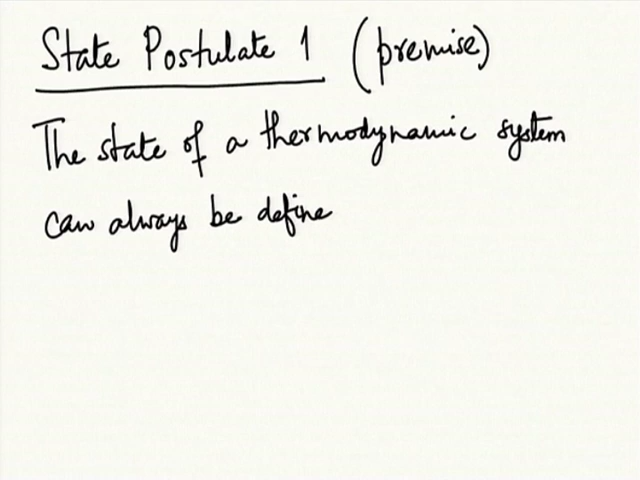 State Postulate 1 (premise)
The state of a thermodynamic system
can always be define